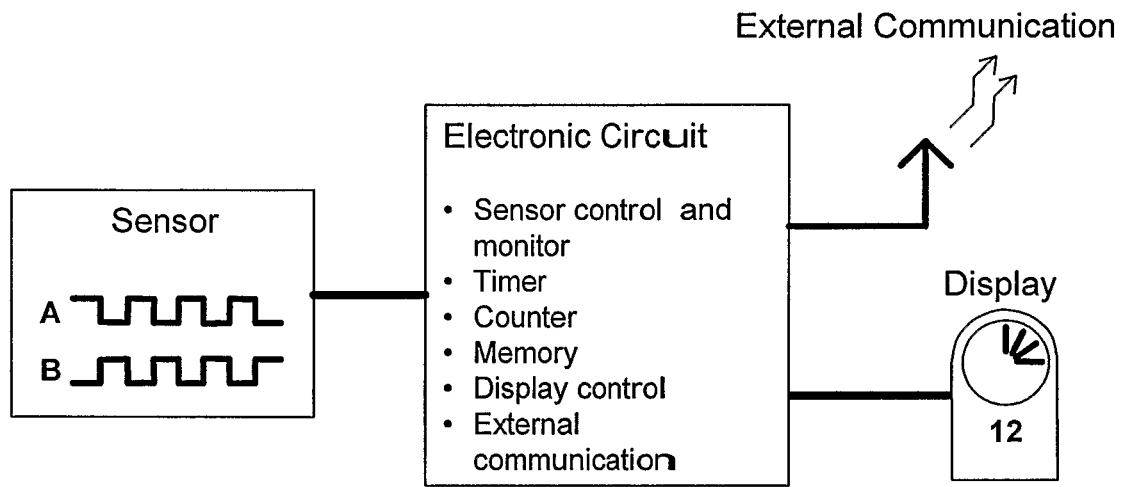 External Communication
Electronic Circuit
• Sensor control and
monitor
• Timer
• Counter
• Memory
• Display control
• External
communication
Sensor
A
B
Display
12